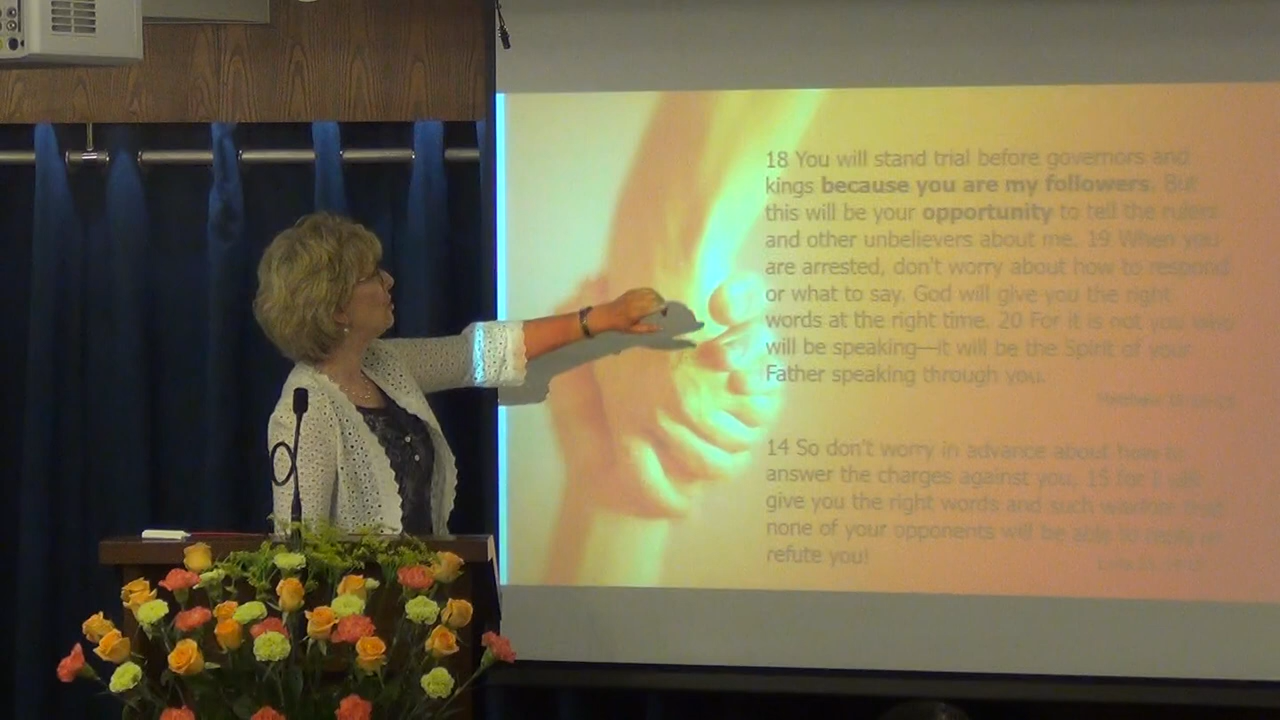 18 You will stand trial before governors and
kings because you are my followers. But
this will be your opportunity to tell the rulers
and other unbelievers about me. 19 When you
are arrested, don't worry about how to respond
or what to say. God will give you the right
words at the right time. 20 For it is not you who
will be speaking—it will be the Spirit of your
Father speaking through you.
Matthew
14 So don't worry in advance about how to
answer the charges against you, 15 for I will
give you the right words and such wisdom that
none of your opponents will be able to reply or
refute you!
Luke